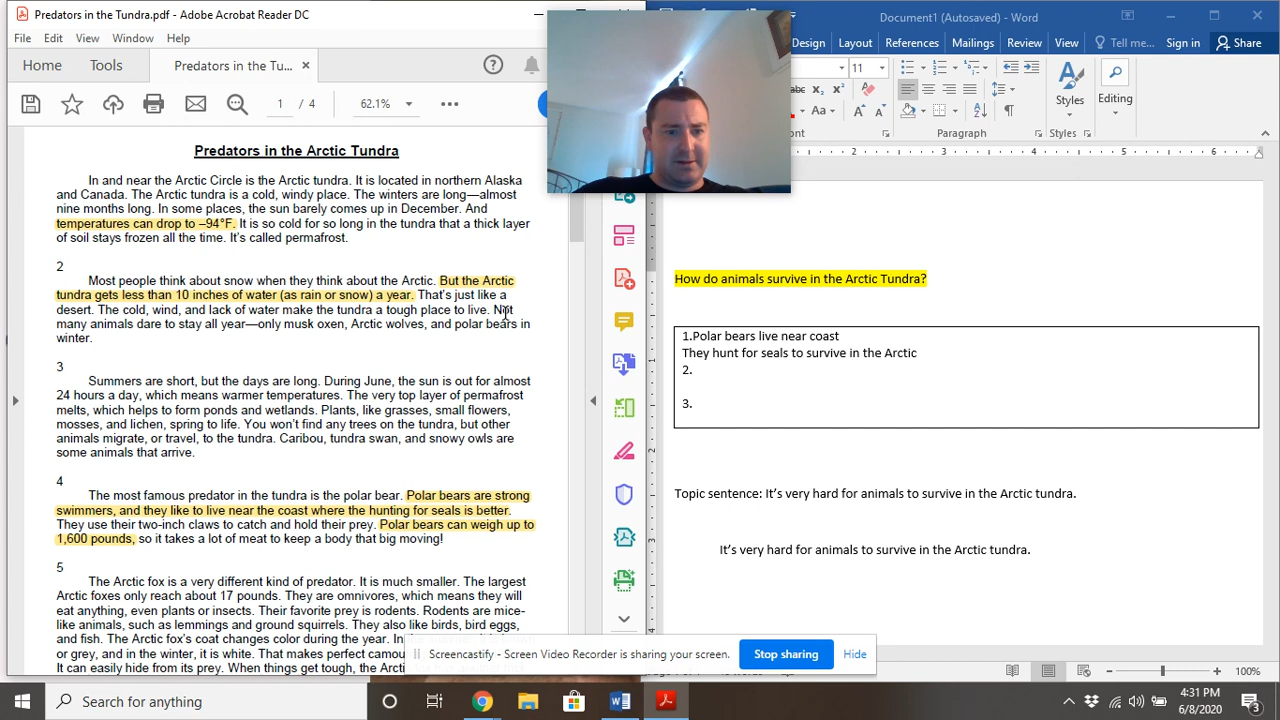 Predators in the Tundra.pdf - Adobe Acrobat Reader DC
File Edit View Window Help
Home Tools Predators in the Tu... ×
1 / 4 62.1%
Predators in the Arctic Tundra
In and near the Arctic Circle is the Arctic tundra. It is located in northern Alaska
and Canada. The Arctic tundra is a cold, windy place. The winters are long—almost
nine months long. In some places, the sun barely comes up in December. And
temperatures can drop to –94°F. It is so cold for so long in the tundra that a thick layer
of soil stays frozen all the time. It's called permafrost.
2
Most people think about snow when they think about the Arctic. But the Arctic
tundra gets less than 10 inches of water (as rain or snow) a year. That's just like a
desert. The cold, wind, and lack of water make the tundra a tough place to live. Not
many animals dare to stay all year—only musk oxen, Arctic wolves, and polar bears in
winter.
3
Summers are short, but the days are long. During June, the sun is out for almost
24 hours a day, which means warmer temperatures. The very top layer of permafrost
melts, which helps to form ponds and wetlands. Plants, like grasses, small flowers,
mosses, and lichen, spring to life. You won't find any trees on the tundra, but other
animals migrate, or travel, to the tundra. Caribou, tundra swan, and snowy owls are
some animals that arrive.
4
The most famous predator in the tundra is the polar bear. Polar bears are strong
swimmers, and they like to live near the coast where the hunting for seals is better.
They use their two-inch claws to catch and hold their prey. Polar bears can weigh up to
1,600 pounds, so it takes a lot of meat to keep a body that big moving!
5
The Arctic fox is a very different kind of predator. It is much smaller. The largest
Arctic foxes only reach about 17 pounds. They are omnivores, which means they will
eat anything, even plants or insects. Their favorite prey is rodents. Rodents are mice-
like animals, such as lemmings and ground squirrels. They also like birds, bird eggs,
and fish. The Arctic fox's coat changes color during the year. In
or grey, and in the winter, it is white. That makes perfect camou
It can easily hide from its prey. When things get tough, the Arcti
Document1 (Autosaved) - Word
Design Layout References Mailings Review View Tell me... Sign in Share
11
Styles
Editing
Paragraph Styles
2 3 4 5 6
How do animals survive in the Arctic Tundra?
1.Polar bears live near coast
They hunt for seals to survive in the Arctic
2.
3.
Topic sentence: It's very hard for animals to survive in the Arctic tundra.
It's very hard for animals to survive in the Arctic tundra.
Screencastify - Screen Video Recorder is sharing your screen. Stop sharing Hide
100%
Search for anything
4:31 PM
6/8/2020
3